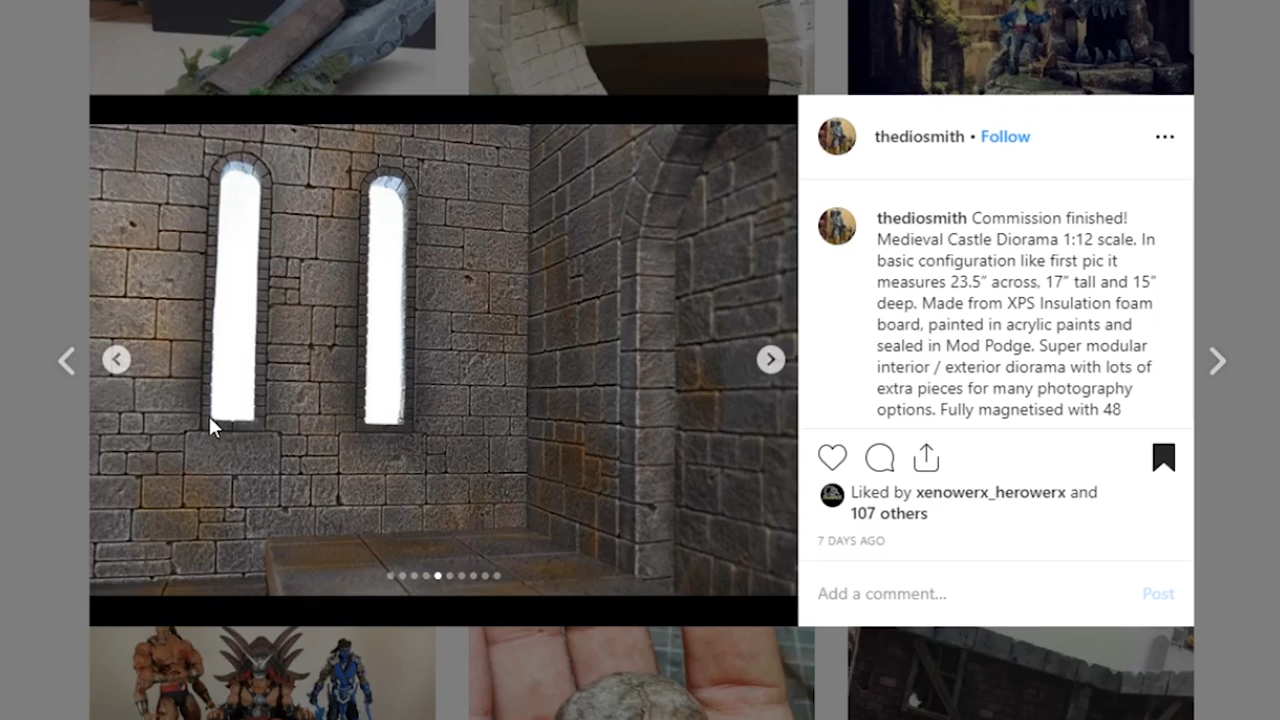 thediosmith • Follow
thediosmith Commission finished!
Medieval Castle Diorama 1:12 scale. In
basic configuration like first pic it
measures 23.5” across, 17” tall and 15”
deep. Made from XPS Insulation foam
board, painted in acrylic paints and
sealed in Mod Podge. Super modular
interior / exterior diorama with lots of
extra pieces for many photography
options. Fully magnetised with 48
Liked by xenowerx_herowerx and
107 others
7 DAYS AGO
Add a comment...
Post